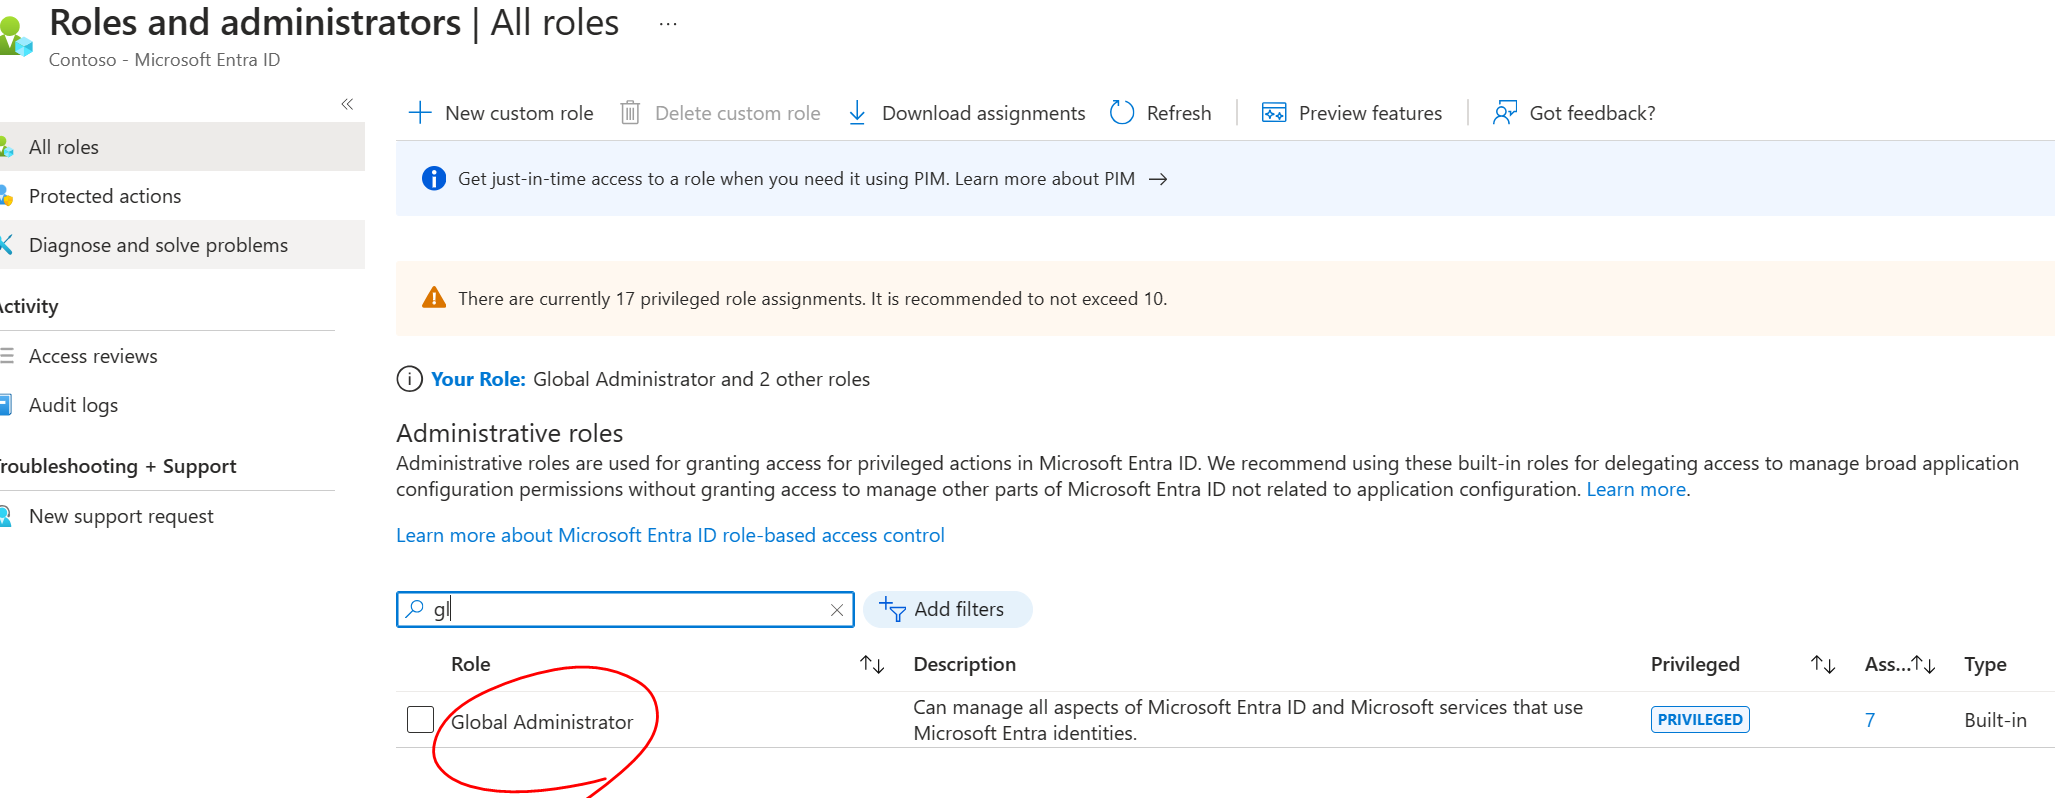 Roles and administrators | All roles ...
Contoso - Microsoft Entra ID
All roles
Protected actions
Diagnose and solve problems
Activity
Access reviews
Audit logs
Troubleshooting + Support
New support request
New custom role
Delete custom role
Download assignments
Refresh
Preview features
Got feedback?
Get just-in-time access to a role when you need it using PIM. Learn more about PIM →
There are currently 17 privileged role assignments. It is recommended to not exceed 10.
Your Role: Global Administrator and 2 other roles
Administrative roles
Administrative roles are used for granting access for privileged actions in Microsoft Entra ID. We recommend using these built-in roles for delegating access to manage broad application
configuration permissions without granting access to manage other parts of Microsoft Entra ID not related to application configuration. Learn more.
Learn more about Microsoft Entra ID role-based access control
gl
Add filters
Role Description Privileged Ass... Type
Global Administrator
Can manage all aspects of Microsoft Entra ID and Microsoft services that use
Microsoft Entra identities.
PRIVILEGED
7
Built-in